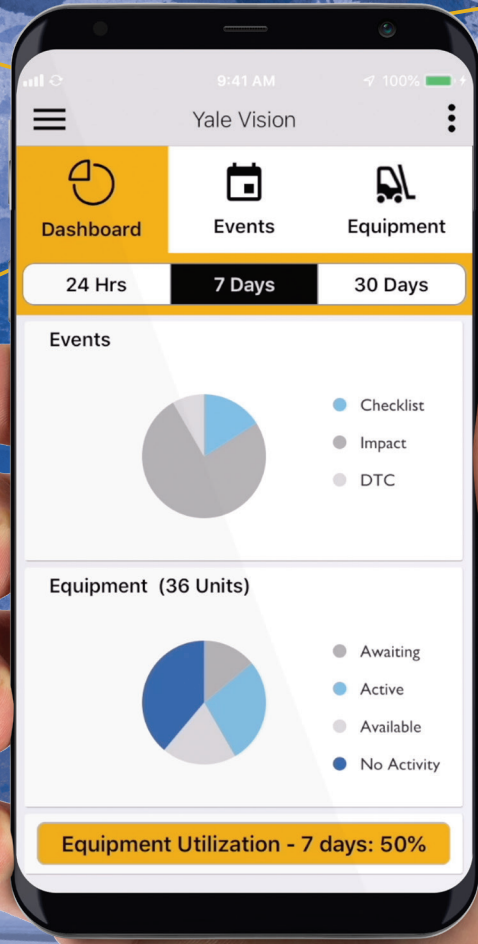 9:41 AM
100%
Yale Vision
Dashboard
Events
Equipment
24 Hrs
7 Days
30 Days
Events
Checklist
Impact
DTC
Equipment (36 Units)
Awaiting
Active
Available
No Activity
Equipment Utilization - 7 days: 50%